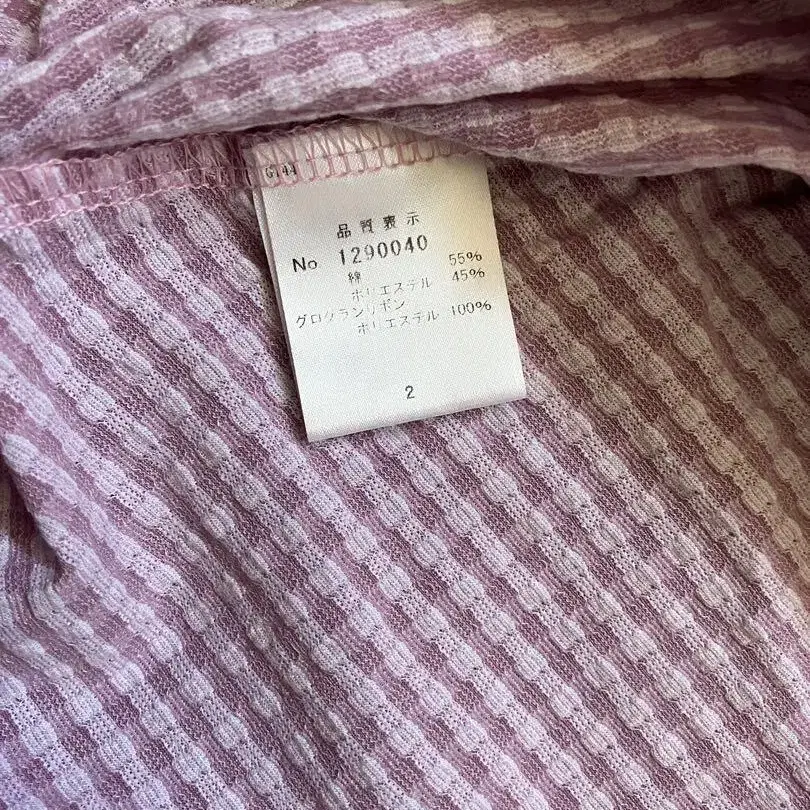 G144
品質表示
No 1290040
綿 55%
ポリエステル 45%
グログランリボン
ポリエステル 100%
2